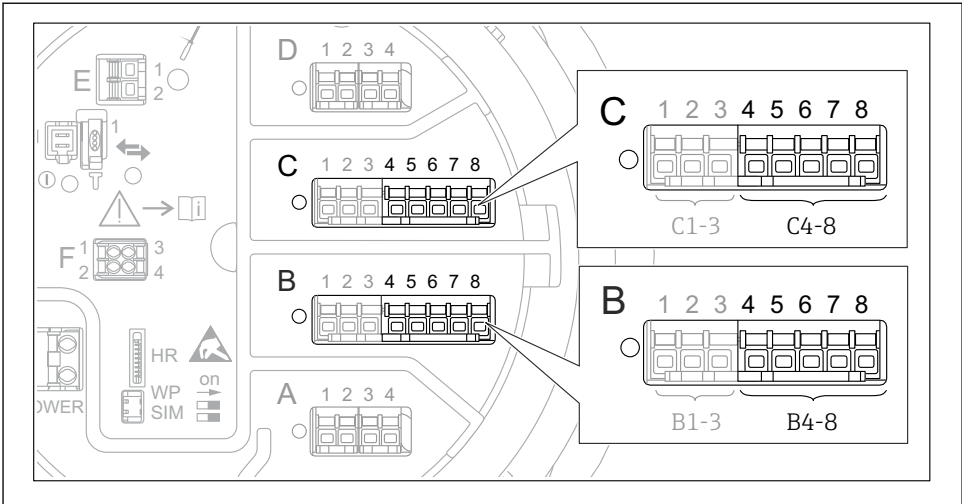 D 1 2 3 4
E 1
2
1
C 1 2 3 4 5 6 7 8
i
F 1 3
2 4
B 1 2 3 4 5 6 7 8
HR
WP on
SIM
OWER
A 1 2 3 4
C 1 2 3 4 5 6 7 8
C1-3 C4-8
B 1 2 3 4 5 6 7 8
B1-3 B4-8